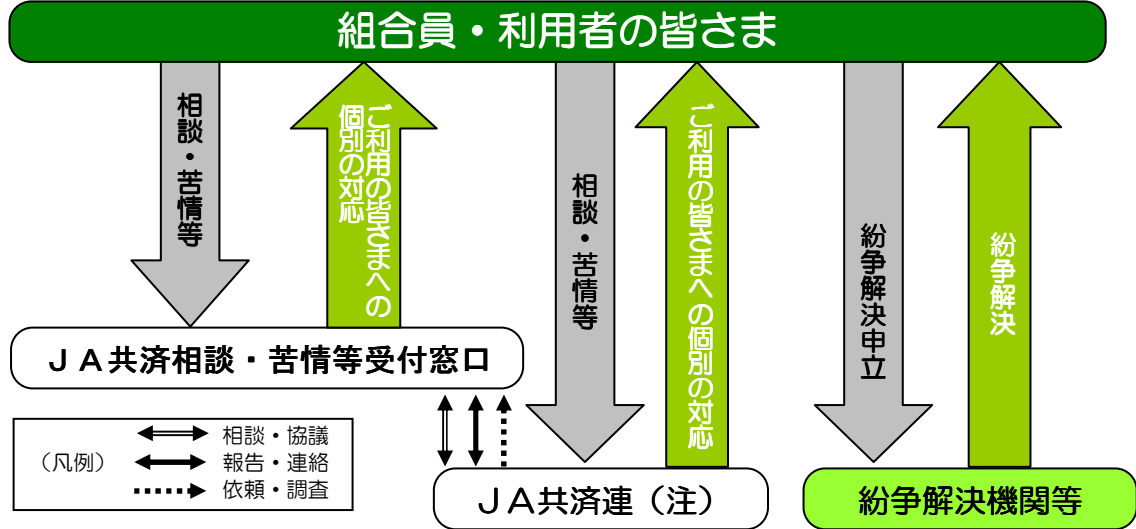 組合員・利用者の皆さま
相談・苦情等
ご利用の皆さまへの
個別の対応
相談・苦情等
ご利用の皆さまへの個別の対応
紛争解決申立
紛争解決
ＪＡ共済相談・苦情等受付窓口
（凡例）
相談・協議
報告・連絡
依頼・調査
ＪＡ共済連（注）
紛争解決機関等